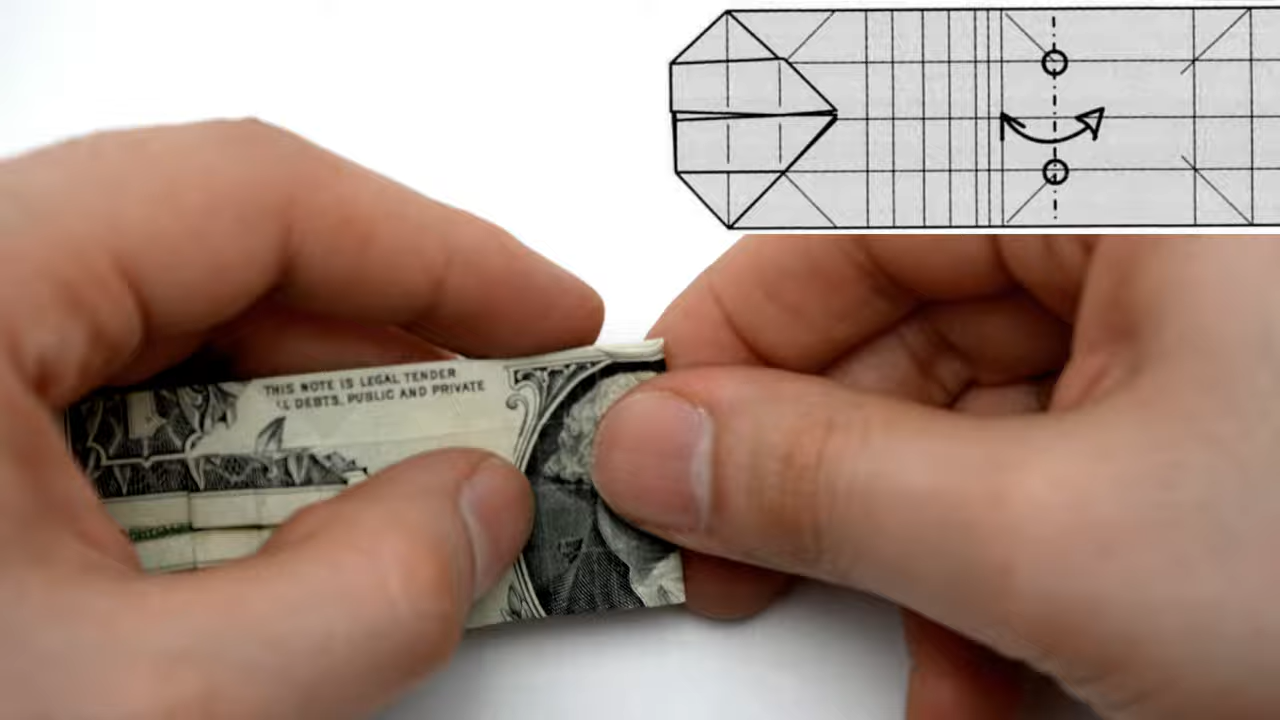 THIS NOTE IS LEGAL TENDER
DEBTS, PUBLIC AND PRIVATE